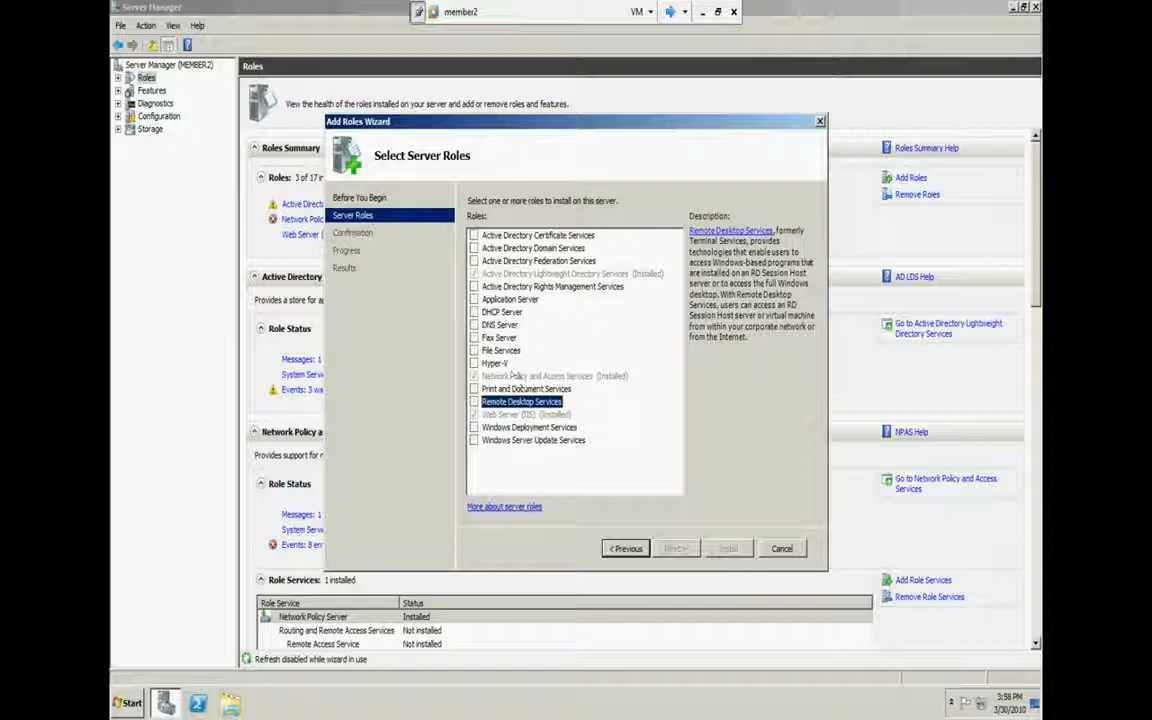 Server Manager
member2
VM
File Action View Help
Server Manager (MEMBER2)
Roles
Features
Diagnostics
Configuration
Storage
Roles
View the health of the roles installed on your server and add or remove roles and features.
Roles Summary
Roles Summary Help
Roles: 3 of 17 in
Add Roles
Remove Roles
Active Direct
Network Polic
Web Server (
Active Directory
AD LDS Help
Provides a store for a
Role Status
Go to Active Directory Lightweight
Directory Services
Messages: 1
System Servi
Events: 3 wa
Network Policy a
NPAS Help
Provides support for r
Role Status
Go to Network Policy and Access
Services
Messages: 1
System Servi
Events: 8 err
Role Services: 1 installed
Add Role Services
Remove Role Services
Role Service Status
Network Policy Server Installed
Routing and Remote Access Services Not installed
Remote Access Service Not installed
Refresh disabled while wizard in use
Add Roles Wizard
Select Server Roles
Before You Begin
Server Roles
Confirmation
Progress
Results
Select one or more roles to install on this server.
Roles:
Active Directory Certificate Services
Active Directory Domain Services
Active Directory Federation Services
Active Directory Lightweight Directory Services (Installed)
Active Directory Rights Management Services
Application Server
DHCP Server
DNS Server
Fax Server
File Services
Hyper-V
Network Policy and Access Services (Installed)
Print and Document Services
Remote Desktop Services
Web Server (IIS) (Installed)
Windows Deployment Services
Windows Server Update Services
More about server roles
Description:
Remote Desktop Services, formerly
Terminal Services, provides
technologies that enable users to
access Windows-based programs that
are installed on an RD Session Host
server or to access the full Windows
desktop. With Remote Desktop
Services, users can access an RD
Session Host server or virtual machine
from within your corporate network or
from the Internet.
< Previous Next > Install Cancel
Start
3:58 PM
3/30/2010